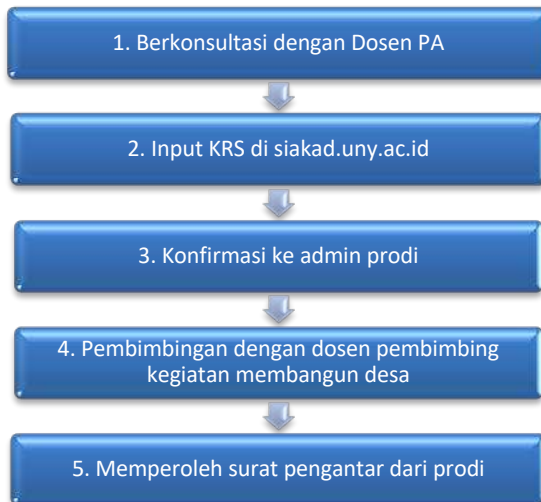 1. Berkonsultasi dengan Dosen PA
2. Input KRS di siakad.uny.ac.id
3. Konfirmasi ke admin prodi
4. Pembimbingan dengan dosen pembimbing
kegiatan membangun desa
5. Memperoleh surat pengantar dari prodi